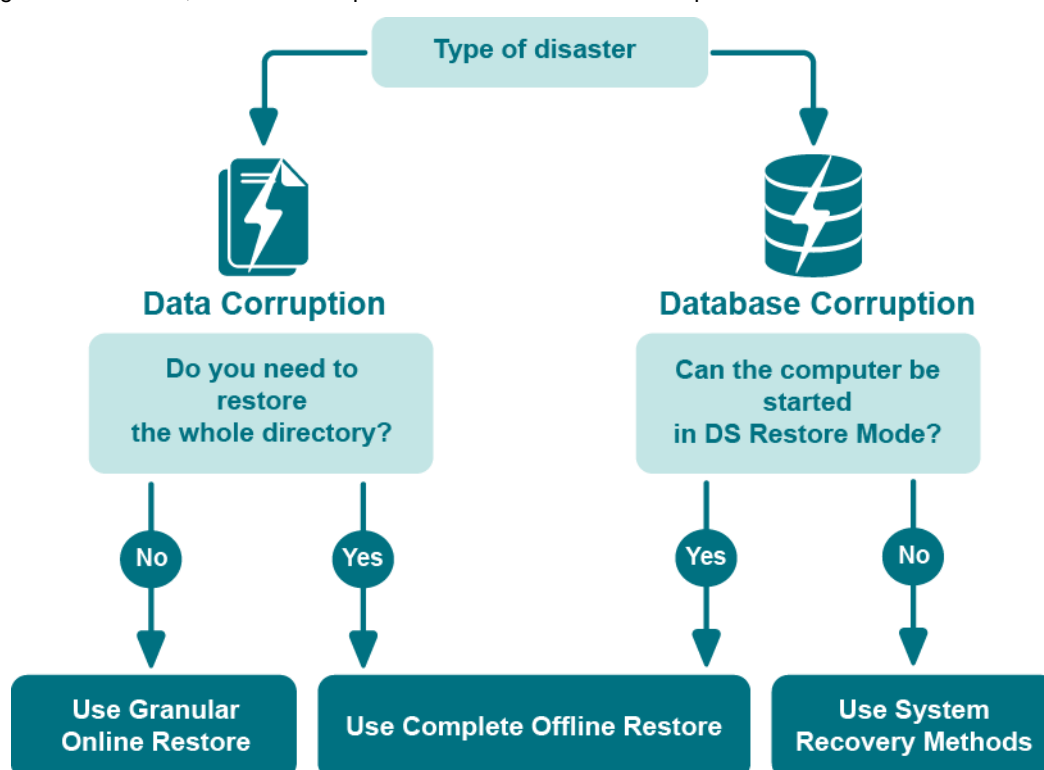 Type of disaster
Data Corruption
Database Corruption
Do you need to
restore
the whole directory?
Can the computer be
started
in DS Restore Mode?
No
Yes
Yes
No
Use Granular
Online Restore
Use Complete Offline Restore
Use System
Recovery Methods